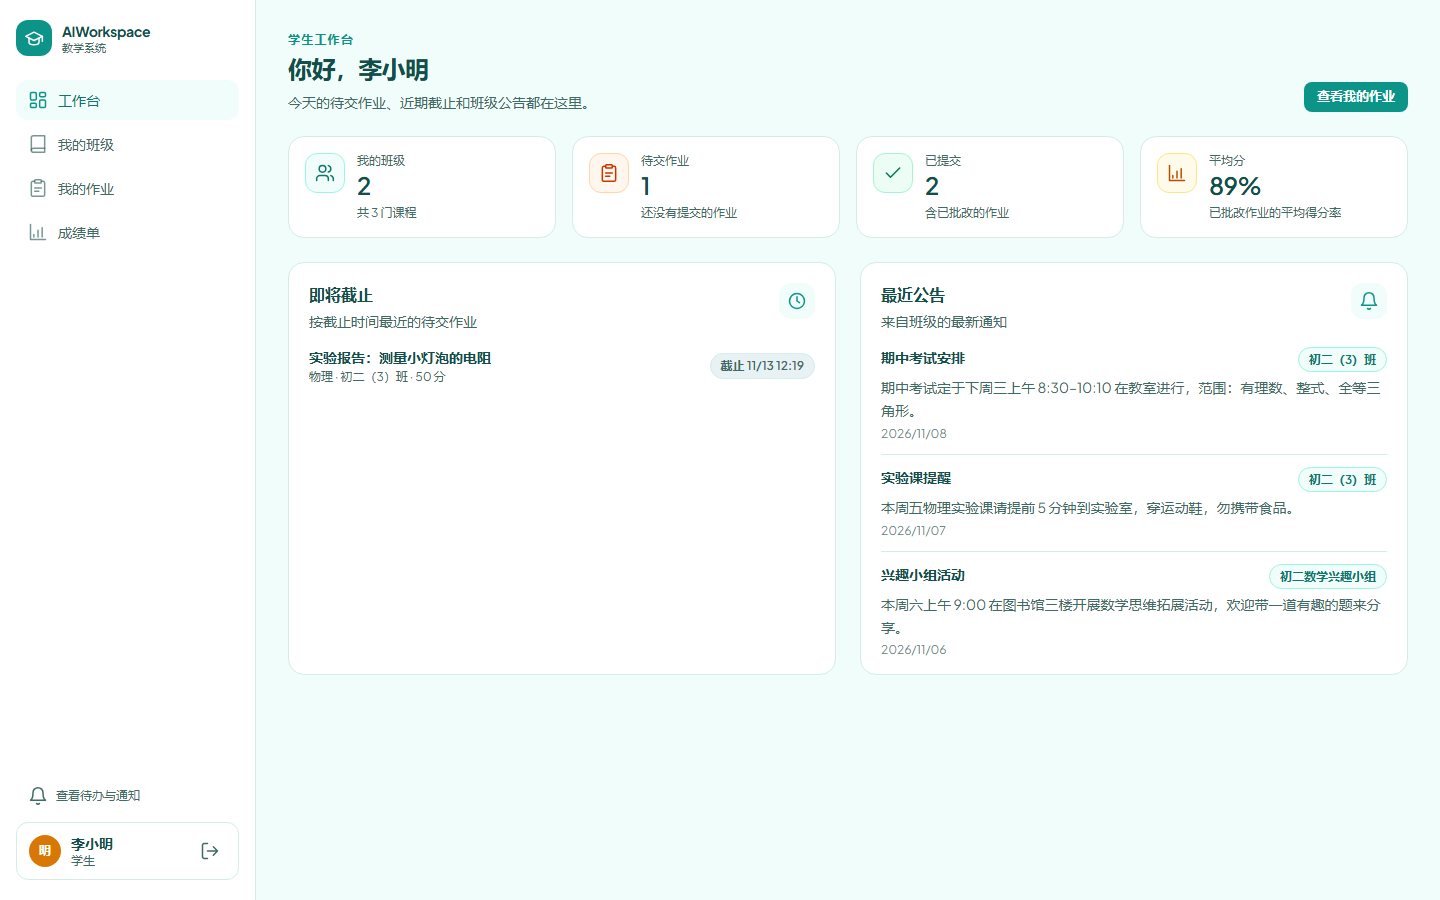 AIWorkspace
教学系统
工作台
我的班级
我的作业
成绩单
查看待办与通知
明
李小明
学生
学生工作台
你好，李小明
今天的待交作业、近期截止和班级公告都在这里。
查看我的作业
我的班级
2
共 3 门课程
待交作业
1
还没有提交的作业
已提交
2
含已批改的作业
平均分
89%
已批改作业的平均得分率
即将截止
按截止时间最近的待交作业
实验报告：测量小灯泡的电阻
物理 · 初二（3）班 · 50 分
截止 11/13 12:19
最近公告
来自班级的最新通知
期中考试安排
初二（3）班
期中考试定于下周三上午 8:30–10:10 在教室进行，范围：有理数、整式、全等三
角形。
2026/11/08
实验课提醒
初二（3）班
本周五物理实验课请提前 5 分钟到实验室，穿运动鞋，勿携带食品。
2026/11/07
兴趣小组活动
初二数学兴趣小组
本周六上午 9:00 在图书馆三楼开展数学思维拓展活动，欢迎带一道有趣的题来分
享。
2026/11/06